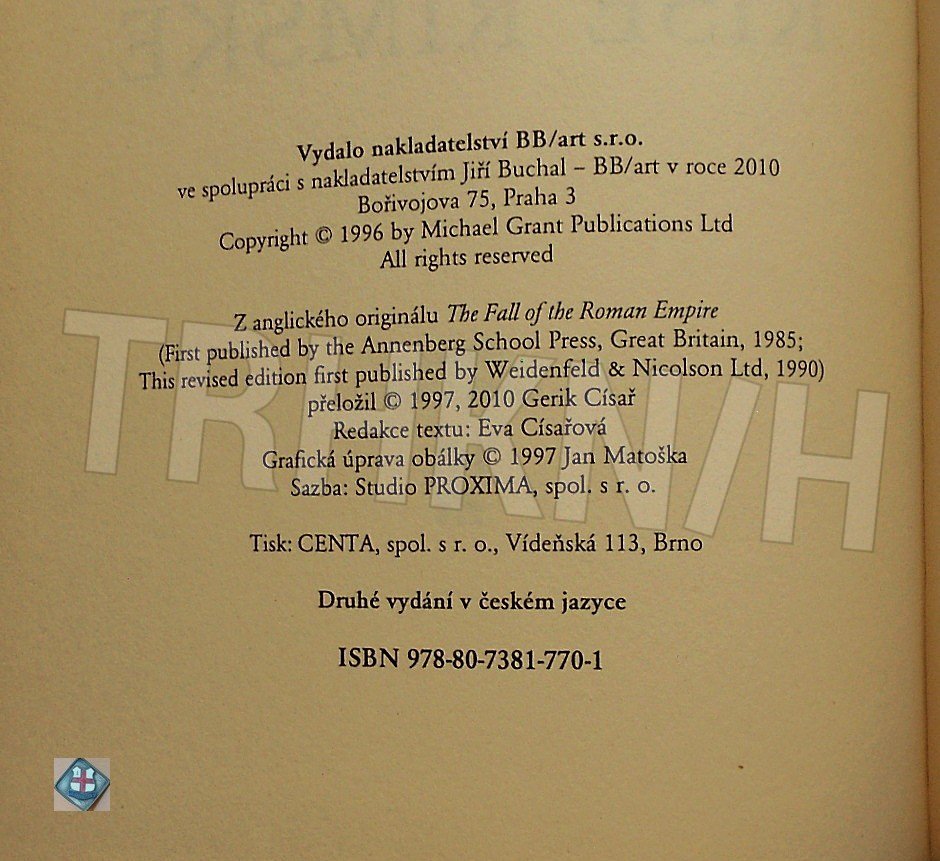 Vydalo nakladatelství BB/art s.r.o.
ve spolupráci s nakladatelstvím Jiří Buchal – BB/art v roce 2010
Bořivojova 75, Praha 3
Copyright © 1996 by Michael Grant Publications Ltd
All rights reserved
Z anglického originálu The Fall of the Roman Empire
(First published by the Annenberg School Press, Great Britain, 1985;
This revised edition first published by Weidenfeld & Nicolson Ltd, 1990)
přeložil © 1997, 2010 Gerik Císař
Redakce textu: Eva Císařová
Grafická úprava obálky © 1997 Jan Matoška
Sazba: Studio PROXIMA, spol. s r. o.
Tisk: CENTA, spol. s r. o., Vídeňská 113, Brno
Druhé vydání v českém jazyce
ISBN 978-80-7381-770-1